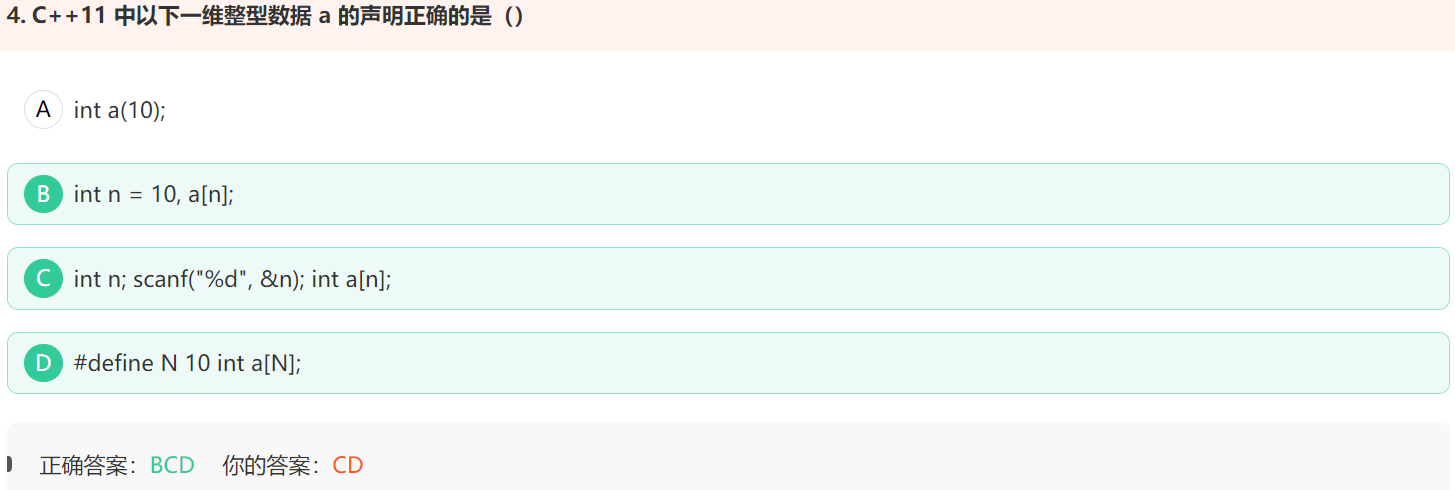 4. C++11 中以下一维整型数据 a 的声明正确的是（）
A int a(10);
B int n = 10, a[n];
C int n; scanf("%d", &n); int a[n];
D #define N 10 int a[N];
正确答案：BCD 你的答案：CD